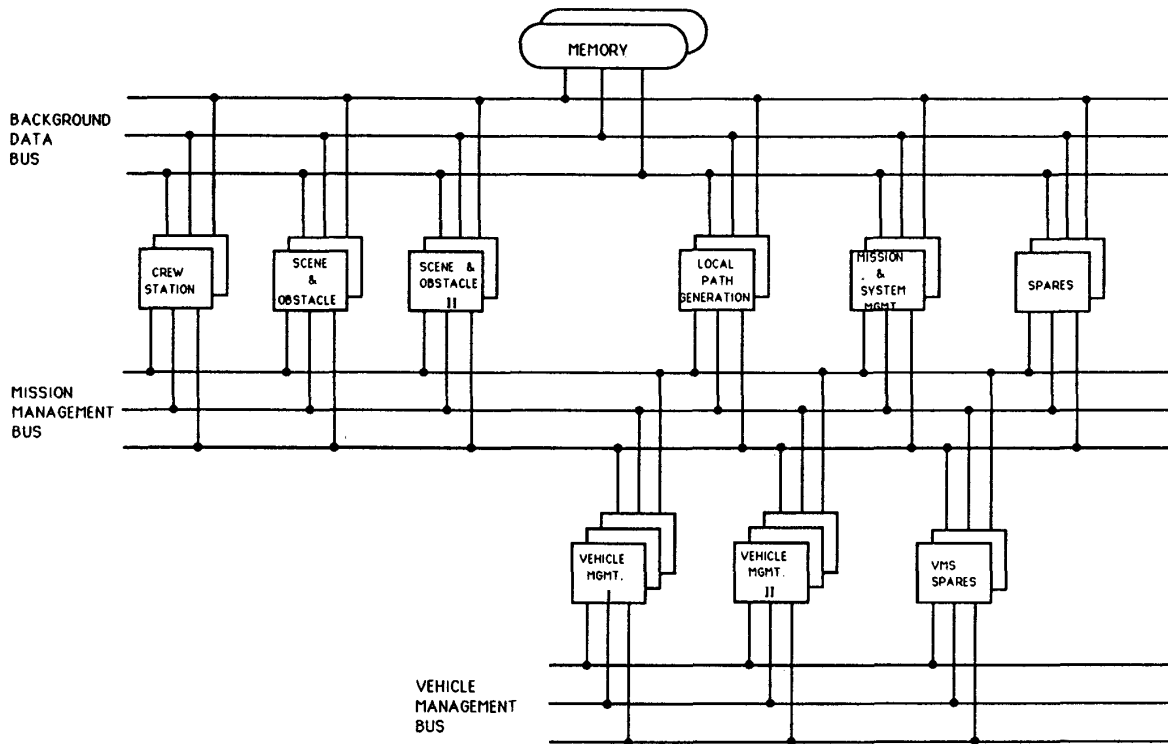 MEMORY
BACKGROUND
DATA
BUS
CREW
STATION
SCENE
&
OBSTACLE
SCENE &
OBSTACLE
II
LOCAL
PATH
GENERATION
MISSION
&
SYSTEM
MGMT
SPARES
MISSION
MANAGEMENT
BUS
VEHICLE
MGMT.
I
VEHICLE
MGMT.
II
VMS
SPARES
VEHICLE
MANAGEMENT
BUS